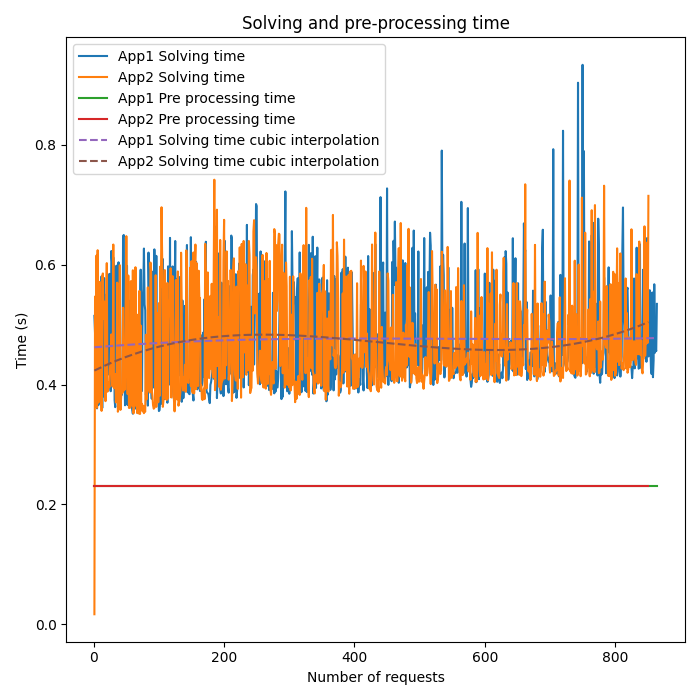 Solving and pre-processing time
App1 Solving time
App2 Solving time
App1 Pre processing time
App2 Pre processing time
App1 Solving time cubic interpolation
App2 Solving time cubic interpolation
0.8
0.6
0.4
0.2
0.0
Time (s)
0 200 400 600 800
Number of requests